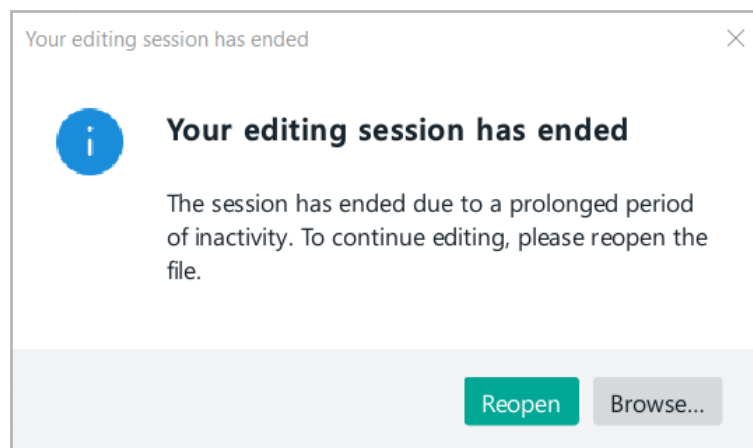 Your editing session has ended
Your editing session has ended
The session has ended due to a prolonged period
of inactivity. To continue editing, please reopen the
file.
Reopen Browse...